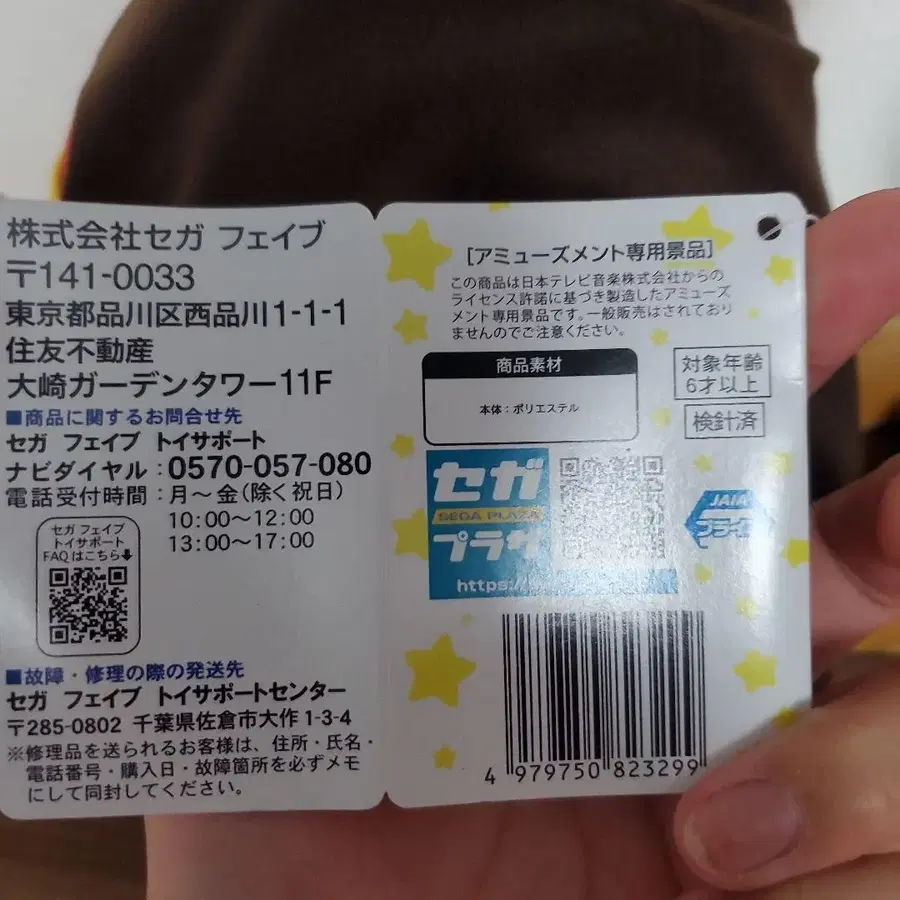 株式会社セガ フェイブ
〒141-0033
東京都品川区西品川1-1-1
住友不動産
大崎ガーデンタワー11F
■商品に関するお問合せ先
セガ フェイブ トイサポート
ナビダイヤル:0570-057-080
電話受付時間:月～金(除く祝日)
10:00～12:00
13:00～17:00
セガ フェイブ
トイサポート
FAQはこちら
■故障・修理の際の発送先
セガ フェイブ トイサポートセンター
〒285-0802 千葉県佐倉市大作1-3-4
※修理品を送られるお客様は、住所・氏名・
電話番号・購入日・故障箇所を必ずメモ
にして同封してください。
[アミューズメント専用景品]
この商品は日本テレビ音楽株式会社からの
ライセンス許諾に基づき製造したアミューズ
メント専用景品です。一般販売はされており
ませんのでご注意ください。
商品素材
本体:ポリエステル
対象年齢
6才以上
検針済
セガ
SEGA PLAZA
プラザ
https:/
JAIA
プライズ
4 979750 823299